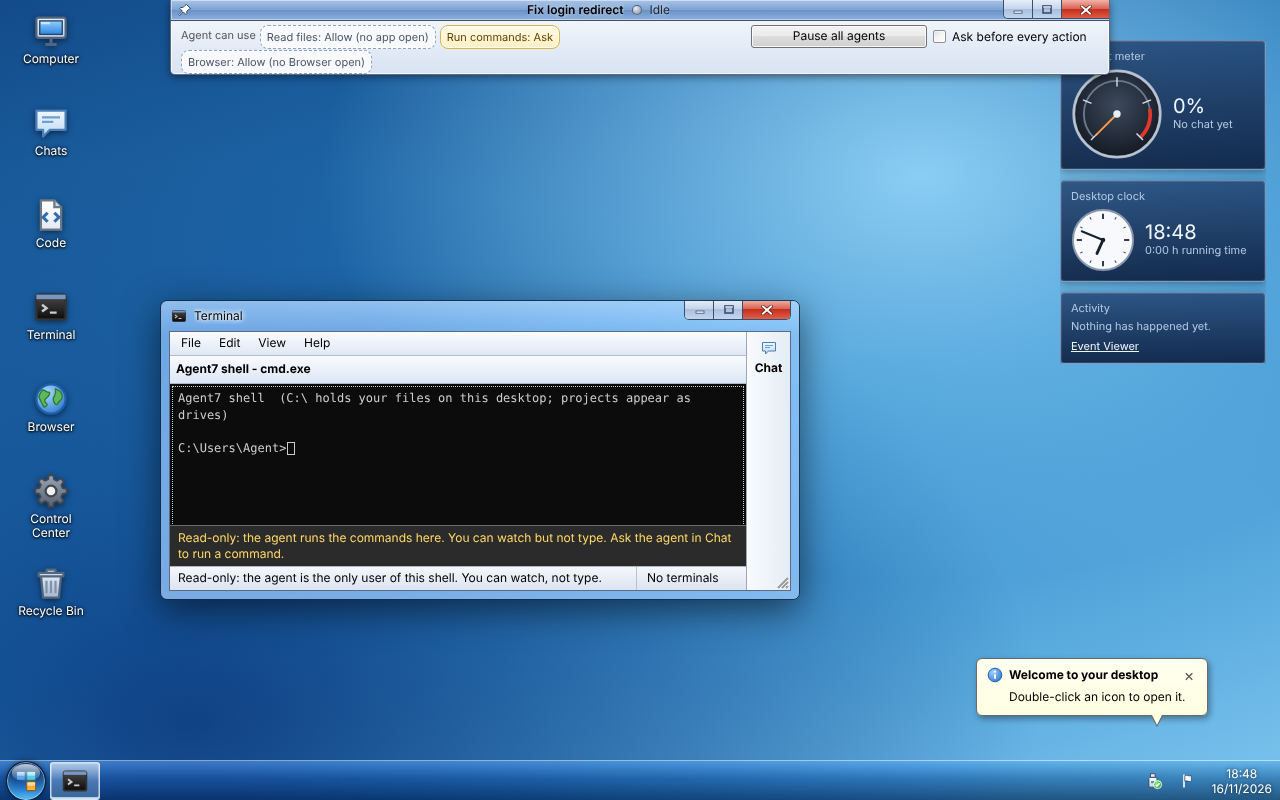 Fix login redirect
Idle
Agent can use
Read files: Allow (no app open)
Run commands: Ask
Browser: Allow (no Browser open)
Pause all agents
Ask before every action
Computer
Chats
Code
Terminal
Browser
Control
Center
Recycle Bin
meter
0%
No chat yet
Desktop clock
18:48
0:00 h running time
Activity
Nothing has happened yet.
Event Viewer
Terminal
File
Edit
View
Help
Agent7 shell - cmd.exe
Agent7 shell  (C:\ holds your files on this desktop; projects appear as
drives)
C:\Users\Agent>
Read-only: the agent runs the commands here. You can watch but not type. Ask the agent in Chat
to run a command.
Read-only: the agent is the only user of this shell. You can watch, not type.
No terminals
Chat
Welcome to your desktop
Double-click an icon to open it.
18:48
16/11/2026